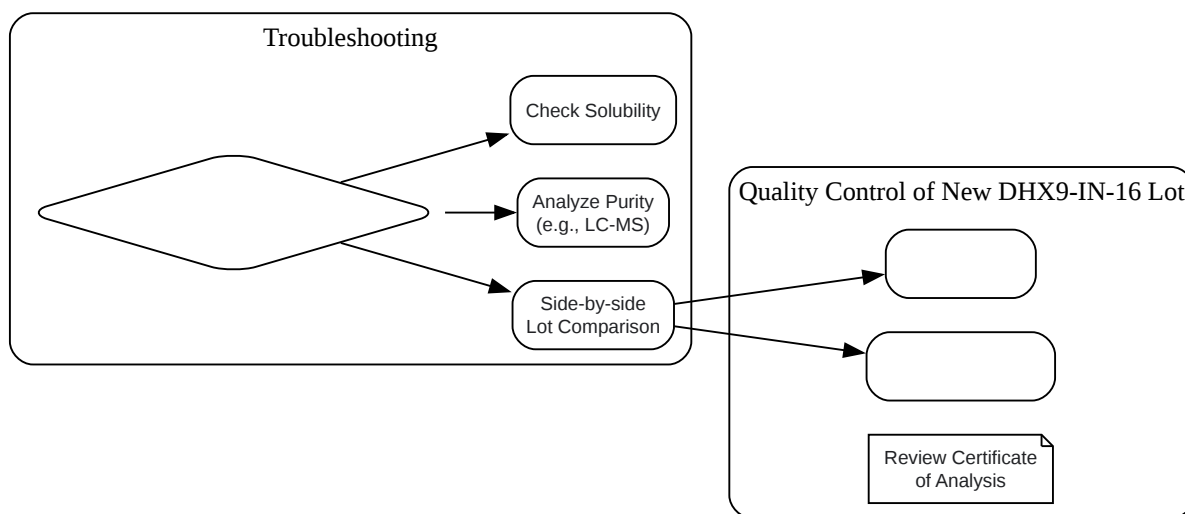 Troubleshooting
Check Solubility
Analyze Purity
(e.g., LC-MS)
Side-by-side
Lot Comparison
Quality Control of New DHX9-IN-16 Lot
Review Certificate
of Analysis